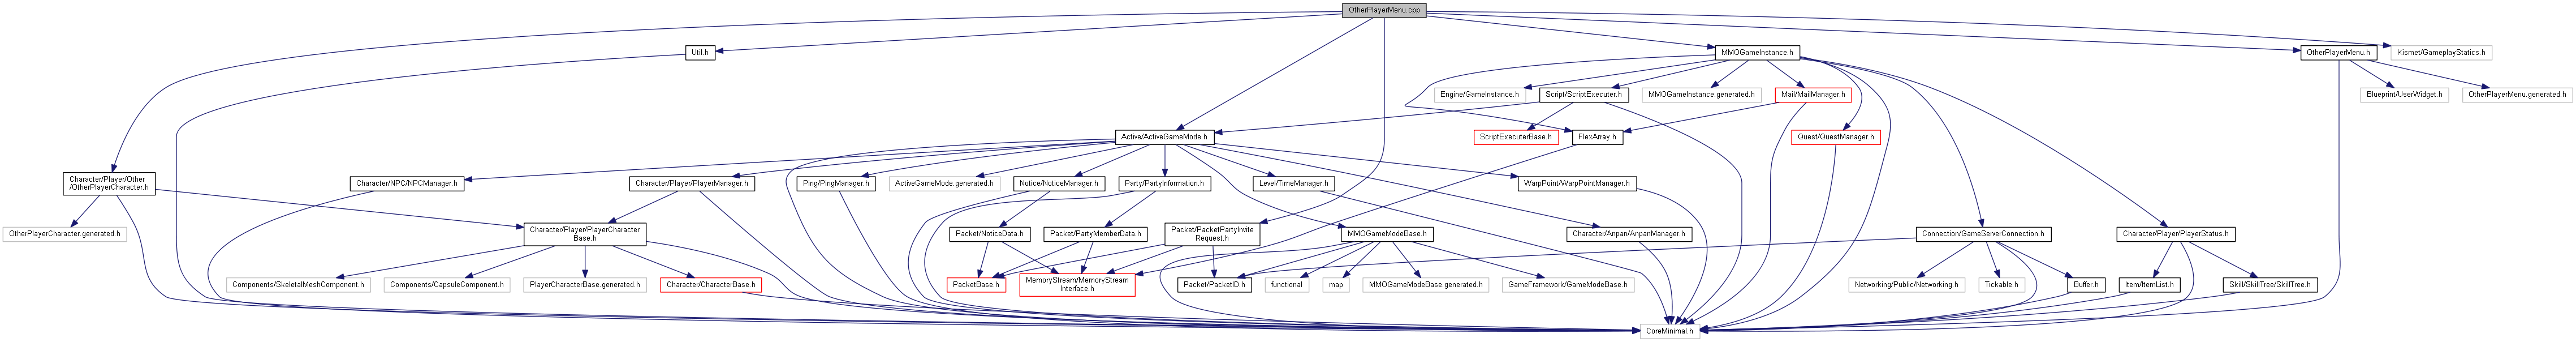 OtherPlayerMenu.cpp
Util.h
MMOGameInstance.h
OtherPlayerMenu.h
Kismet/GameplayStatics.h
Engine/GameInstance.h
Script/ScriptExecuter.h
MMOGameInstance.generated.h
Mail/MailManager.h
Blueprint/UserWidget.h
OtherPlayerMenu.generated.h
Active/ActiveGameMode.h
ScriptExecuterBase.h
FlexArray.h
Quest/QuestManager.h
Character/Player/Other
/OtherPlayerCharacter.h
Character/NPC/NPCManager.h
Character/Player/PlayerManager.h
Ping/PingManager.h
ActiveGameMode.generated.h
Notice/NoticeManager.h
Party/PartyInformation.h
Level/TimeManager.h
WarpPoint/WarpPointManager.h
OtherPlayerCharacter.generated.h
Character/Player/PlayerCharacter
Base.h
Packet/NoticeData.h
Packet/PartyMemberData.h
Packet/PacketPartyInvite
Request.h
MMOGameModeBase.h
Character/Anpan/AnpanManager.h
Connection/GameServerConnection.h
Character/Player/PlayerStatus.h
Components/SkeletalMeshComponent.h
Components/CapsuleComponent.h
PlayerCharacterBase.generated.h
Character/CharacterBase.h
PacketBase.h
MemoryStream/MemoryStream
Interface.h
Packet/PacketID.h
functional
map
MMOGameModeBase.generated.h
GameFramework/GameModeBase.h
Networking/Public/Networking.h
Tickable.h
Buffer.h
Item/ItemList.h
Skill/SkillTree/SkillTree.h
CoreMinimal.h